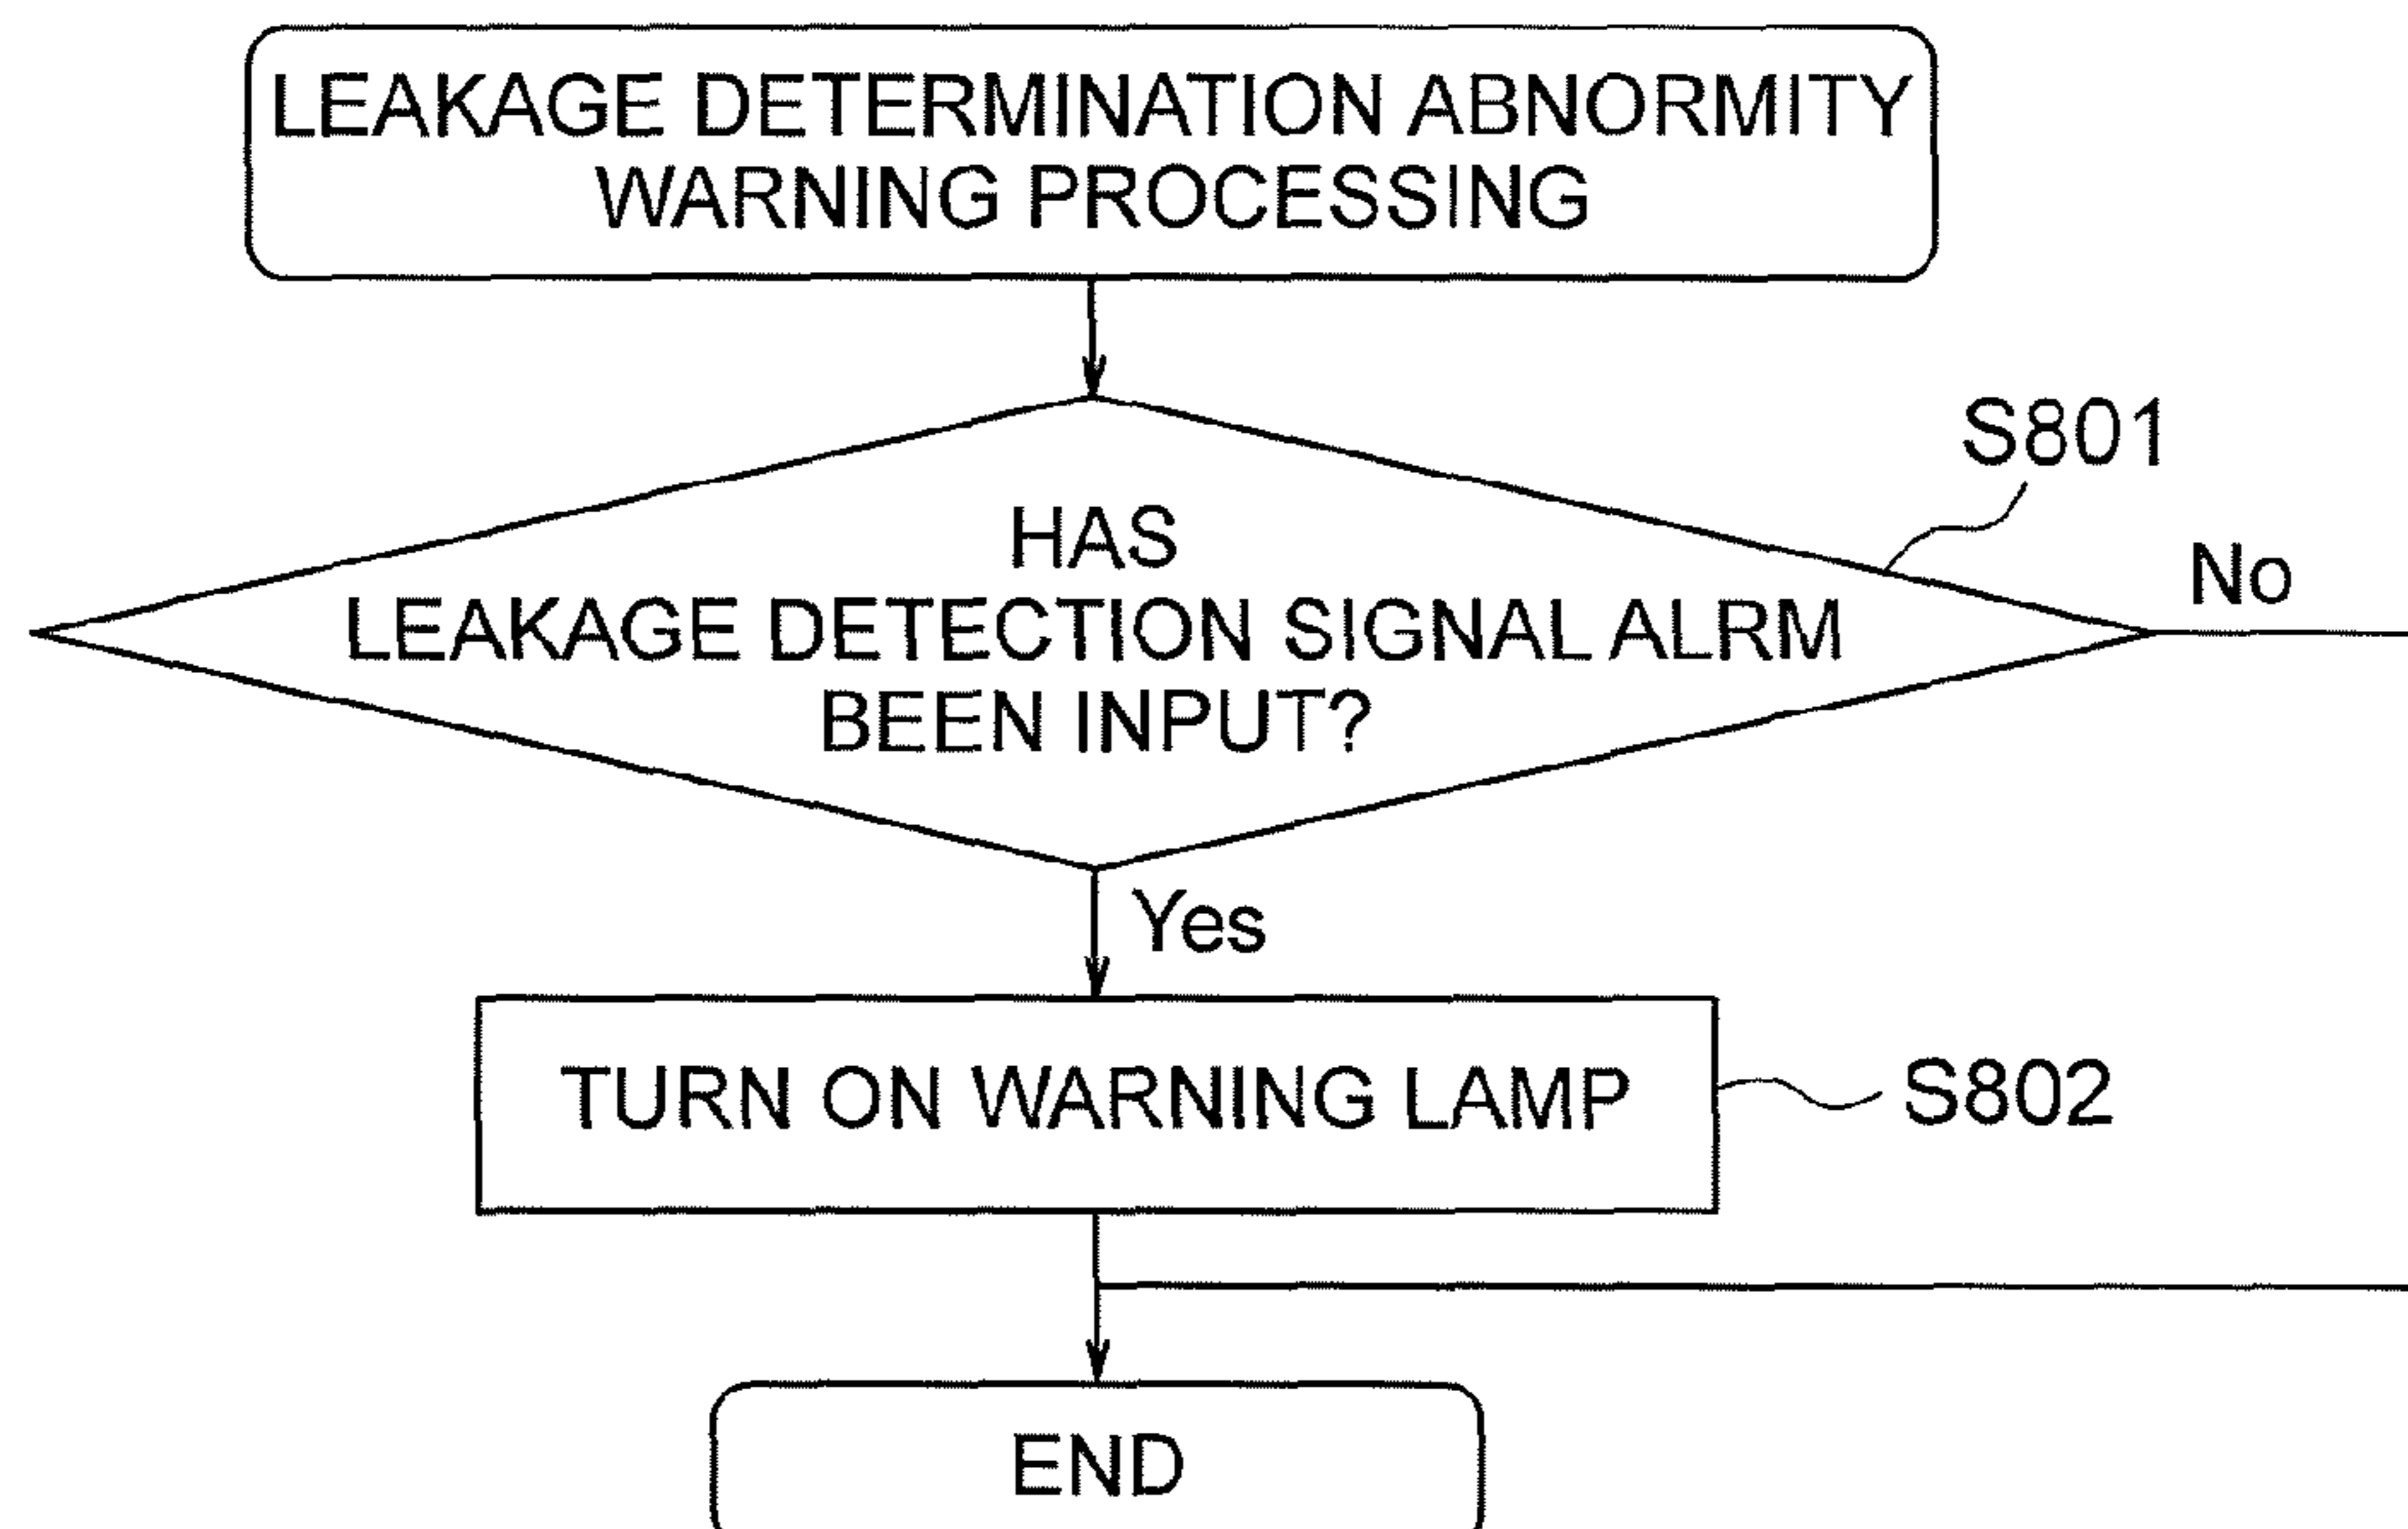 LEAKAGE DETERMINATION ABNORMITY
WARNING PROCESSING
S801
HAS
LEAKAGE DETECTION SIGNAL ALRM
BEEN INPUT?
No
Yes
TURN ON WARNING LAMP
S802
END